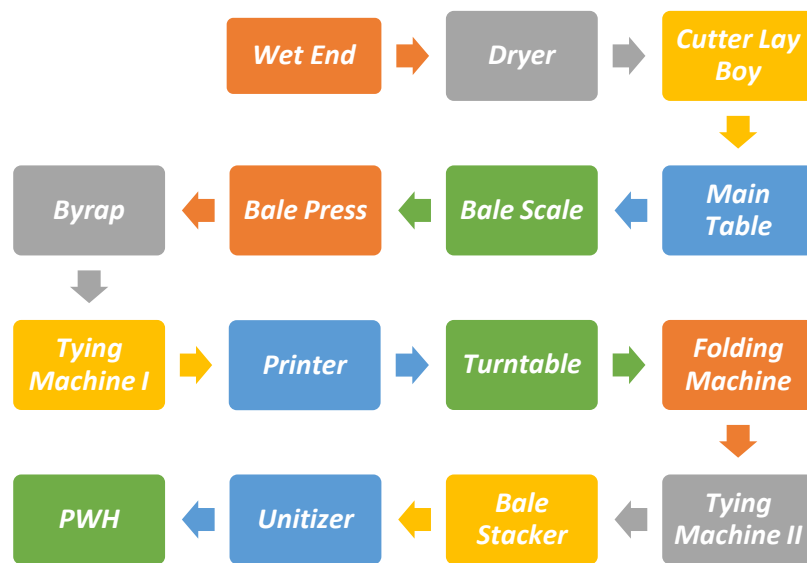 Wet End
Dryer
Cutter Lay
Boy
Main
Table
Bale Scale
Bale Press
Byrap
Tying
Machine I
Printer
Turntable
Folding
Machine
Tying
Machine II
Bale
Stacker
Unitizer
PWH